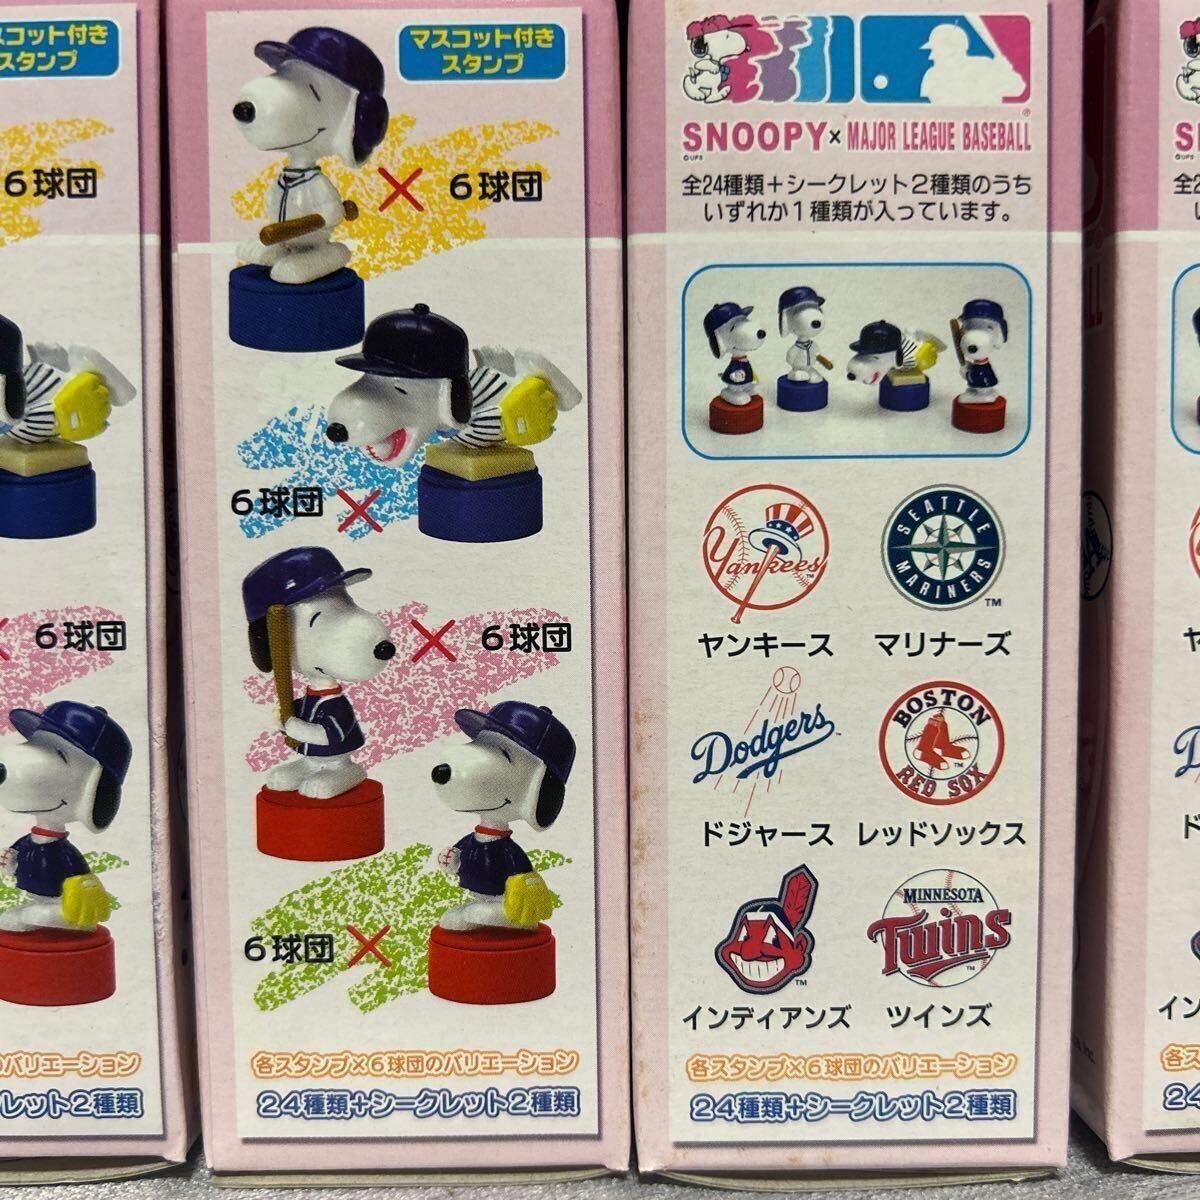 スコット付き
スタンプ
6球団
6球団
のバリエーション
レット2種類
マスコット付き
スタンプ
× 6球団
6球団 ×
× 6球団
6球団 ×
各スタンプ×6球団のバリエーション
24種類+シークレット2種類
SNOOPY × MAJOR LEAGUE BASEBALL
©UFS
全24種類+シークレット2種類のうち
いずれか1種類が入っています。
Yankees
SEATTLE
MARINERS
TM
ヤンキース
マリナーズ
Dodgers
BOSTON
RED SOX
ドジャース
レッドソックス
MINNESOTA
Twins
TM
TM
インディアンズ
ツインズ
各スタンプ×6球団のバリエーション
24種類+シークレット2種類